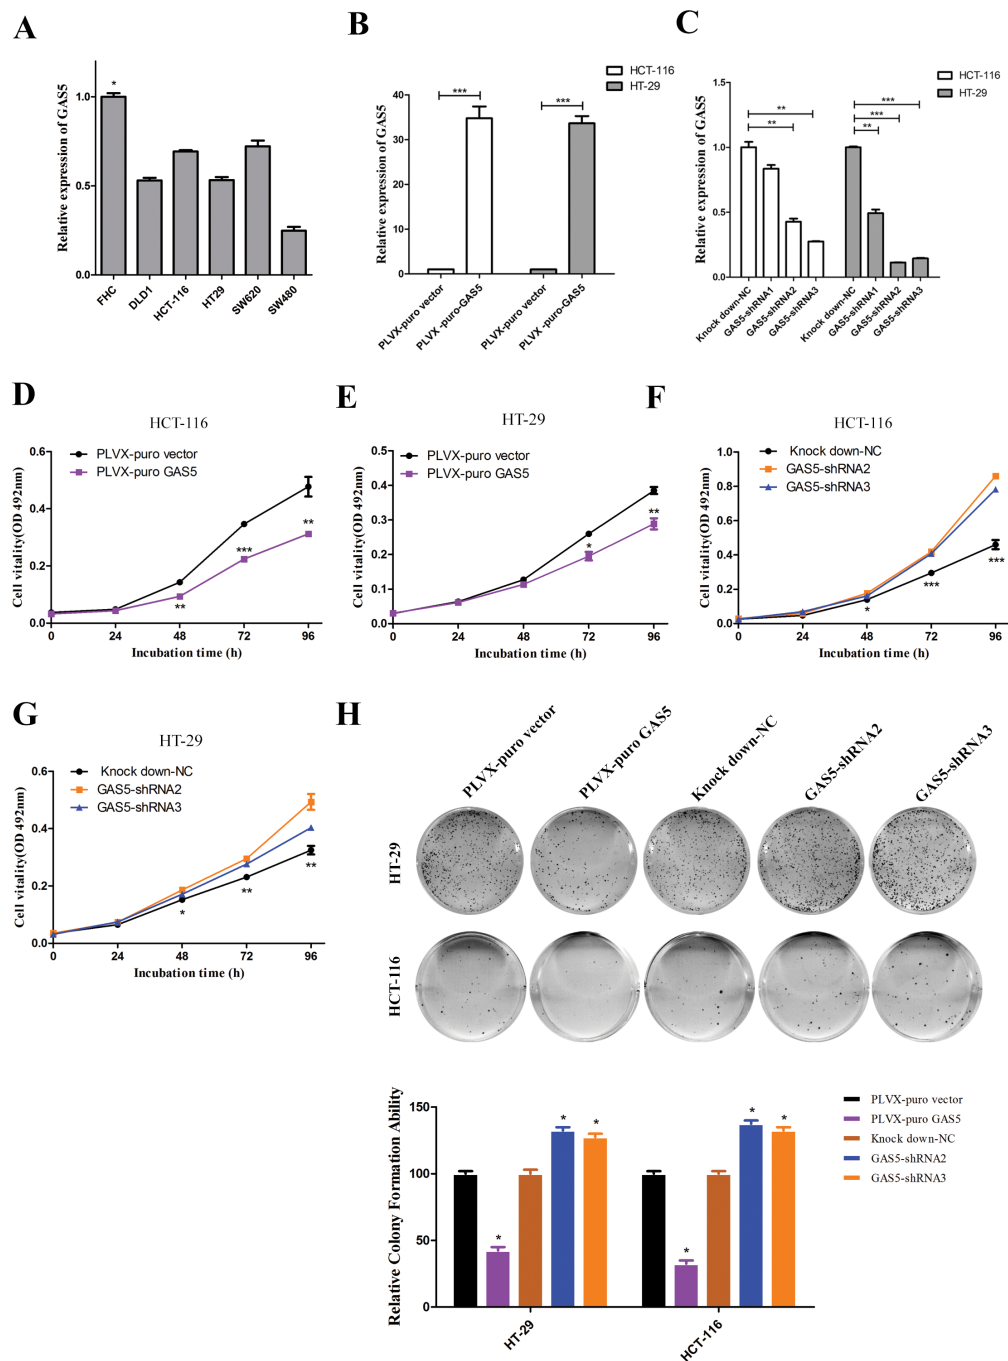 A
Relative expression of GAS5
1.0
0.5
0.0
*
FHC
DLD1
HCT-116
HT29
SW620
SW480
B
HCT-116
HT-29
Relative expression of GAS5
40
30
20
10
0
***
***
PLVX-puro vector
PLVX -puro-GAS5
PLVX-puro vector
PLVX -puro-GAS5
C
HCT-116
HT-29
Relative expression of GAS5
1.5
1.0
0.5
0.0
**
**
***
***
**
Knock down-NC
GAS5-shRNA1
GAS5-shRNA2
GAS5-shRNA3
Knock down-NC
GAS5-shRNA1
GAS5-shRNA2
GAS5-shRNA3
D
HCT-116
PLVX-puro vector
PLVX-puro GAS5
Cell vitality(OD 492nm)
0.6
0.4
0.2
0.0
**
***
**
0
24
48
72
96
Incubation time (h)
E
HT-29
PLVX-puro vector
PLVX-puro GAS5
Cell vitality(OD 492nm)
0.5
0.4
0.3
0.2
0.1
0.0
*
**
0
24
48
72
96
Incubation time (h)
F
HCT-116
Knock down-NC
GAS5-shRNA2
GAS5-shRNA3
Cell vitality(OD 492nm)
1.0
0.8
0.6
0.4
0.2
0.0
*
***
***
0
24
48
72
96
Incubation time (h)
G
HT-29
Knock down-NC
GAS5-shRNA2
GAS5-shRNA3
Cell vitality(OD 492nm)
0.6
0.4
0.2
0.0
*
**
**
0
24
48
72
96
Incubation time (h)
H
PLVX-puro vector
PLVX-puro GAS5
Knock down-NC
GAS5-shRNA2
GAS5-shRNA3
HT-29
HCT-116
Relative Colony Formation Ability
150
100
50
0
*
*
*
*
*
*
HT-29
HCT-116
PLVX-puro vector
PLVX-puro GAS5
Knock down-NC
GAS5-shRNA2
GAS5-shRNA3